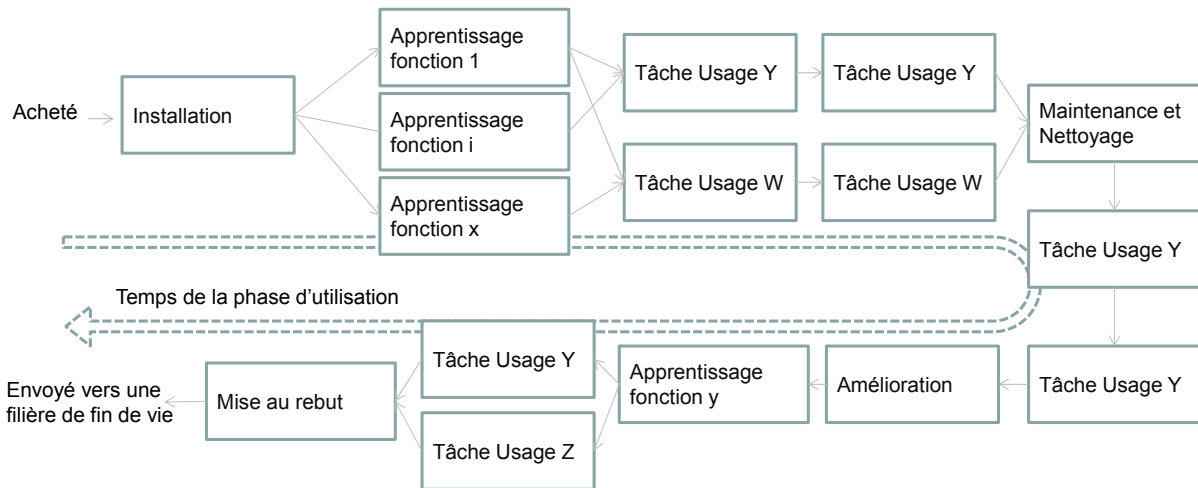 Acheté
Installation
Apprentissage
fonction 1
Apprentissage
fonction i
Apprentissage
fonction x
Tâche Usage Y
Tâche Usage Y
Tâche Usage W
Tâche Usage W
Maintenance et
Nettoyage
Tâche Usage Y
Temps de la phase d’utilisation
Tâche Usage Y
Amélioration
Apprentissage
fonction y
Tâche Usage Y
Tâche Usage Z
Mise au rebut
Envoyé vers une
filière de fin de vie